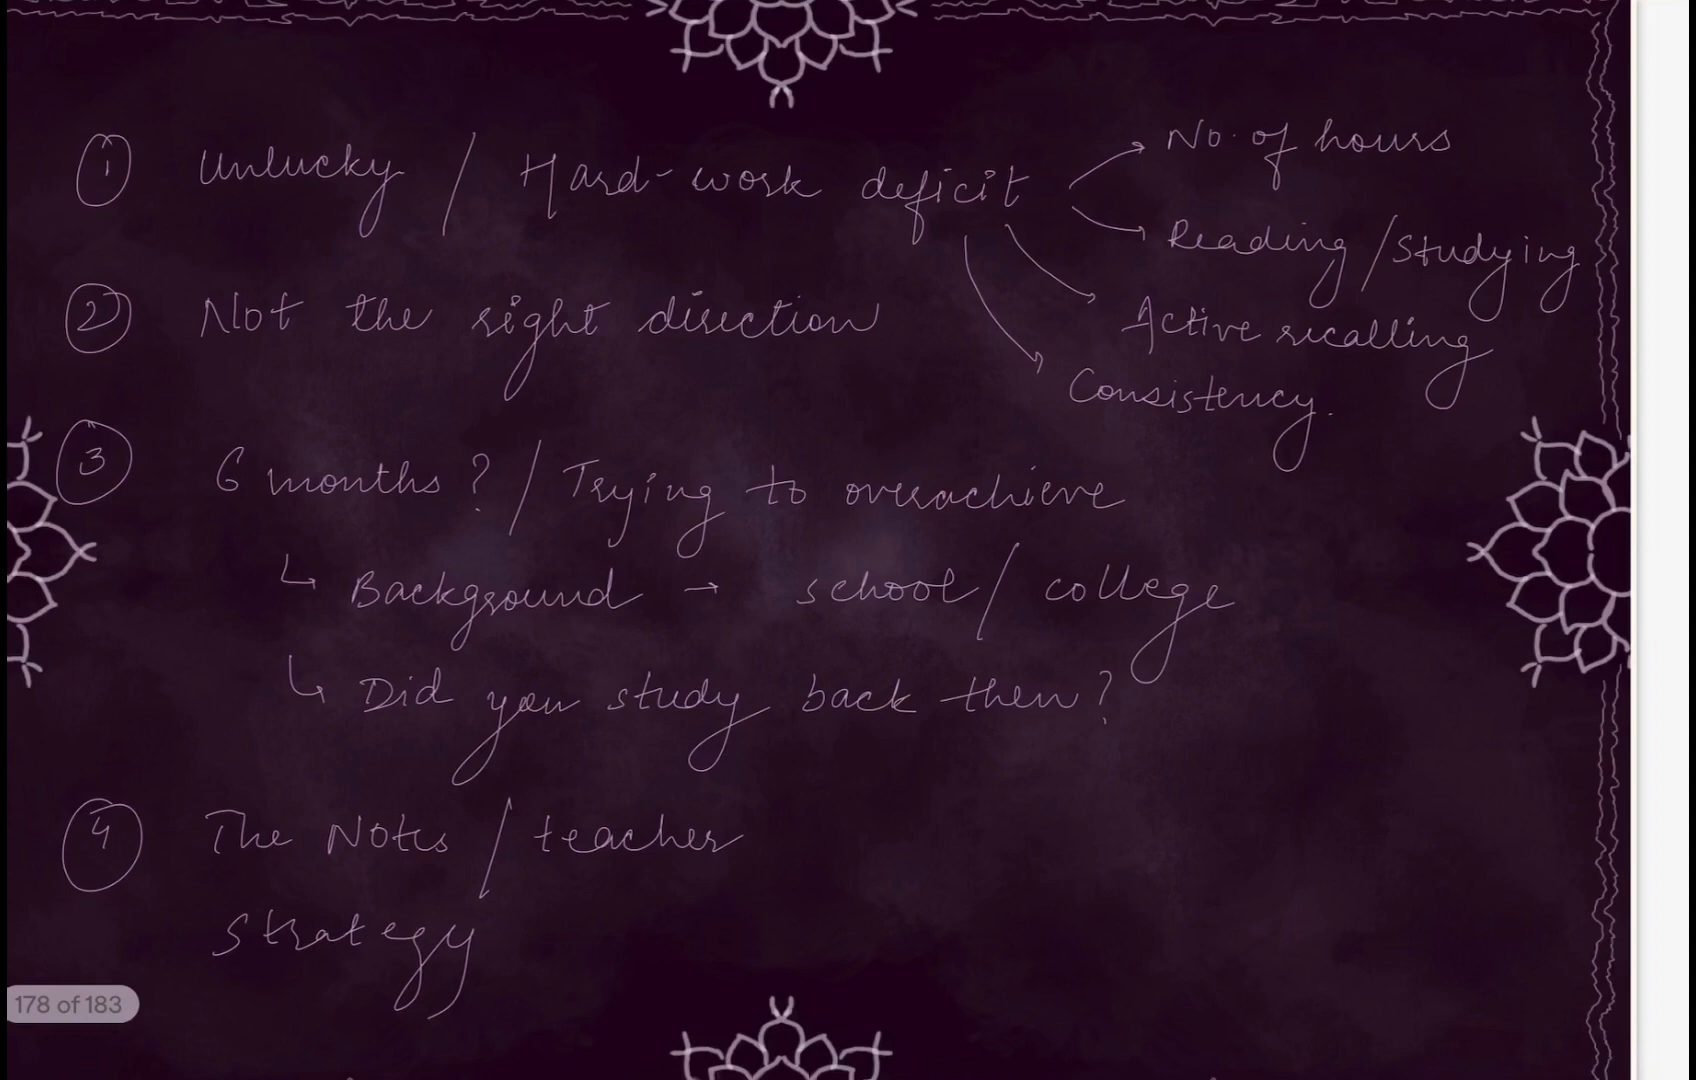 1 Unlucky / Hard-work deficit
No. of hours
Reading / Studying
Active recalling
Consistency.
2 Not the right direction
3 6 months? / Trying to overachieve
Background → school / college
Did you study back then?
4 The Notes / teacher
Strategy
178 of 183